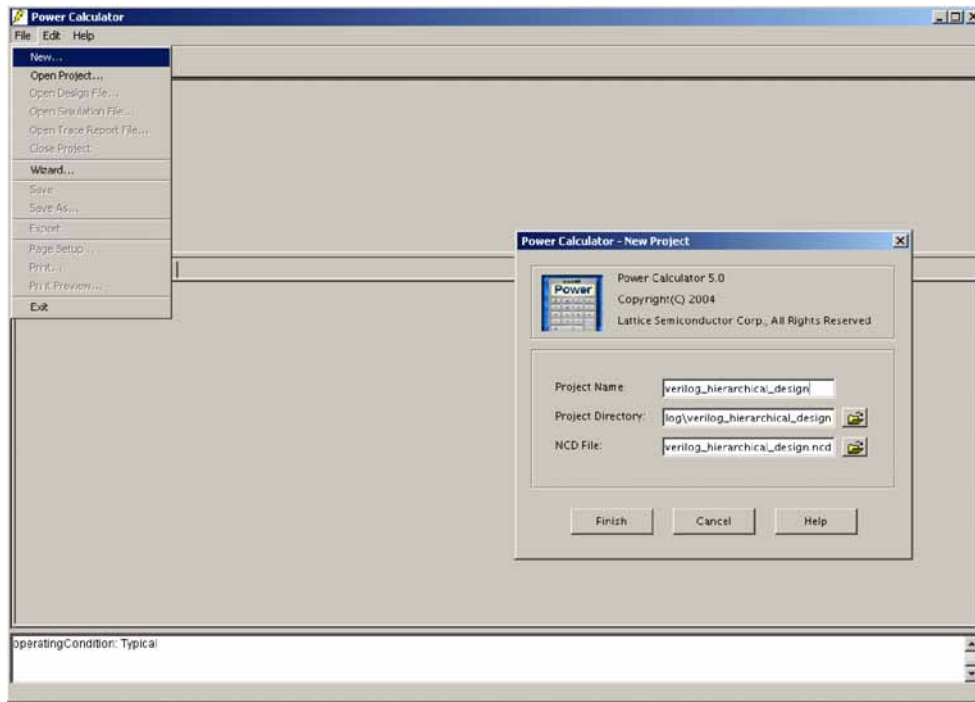 Power Calculator
File Edit Help
New...
Open Project...
Open Design File...
Open Simulation File...
Open Trace Report File...
Close Project
Wizard...
Save
Save As...
Export
Page Setup...
Print...
Print Preview...
Exit
Power Calculator - New Project
Power
Power Calculator 5.0
Copyright(C) 2004
Lattice Semiconductor Corp., All Rights Reserved
Project Name: verilog_hierarchical_design
Project Directory: log\verilog_hierarchical_design
NCD File: verilog_hierarchical_design.ncd
Finish Cancel Help
operatingCondition: Typical